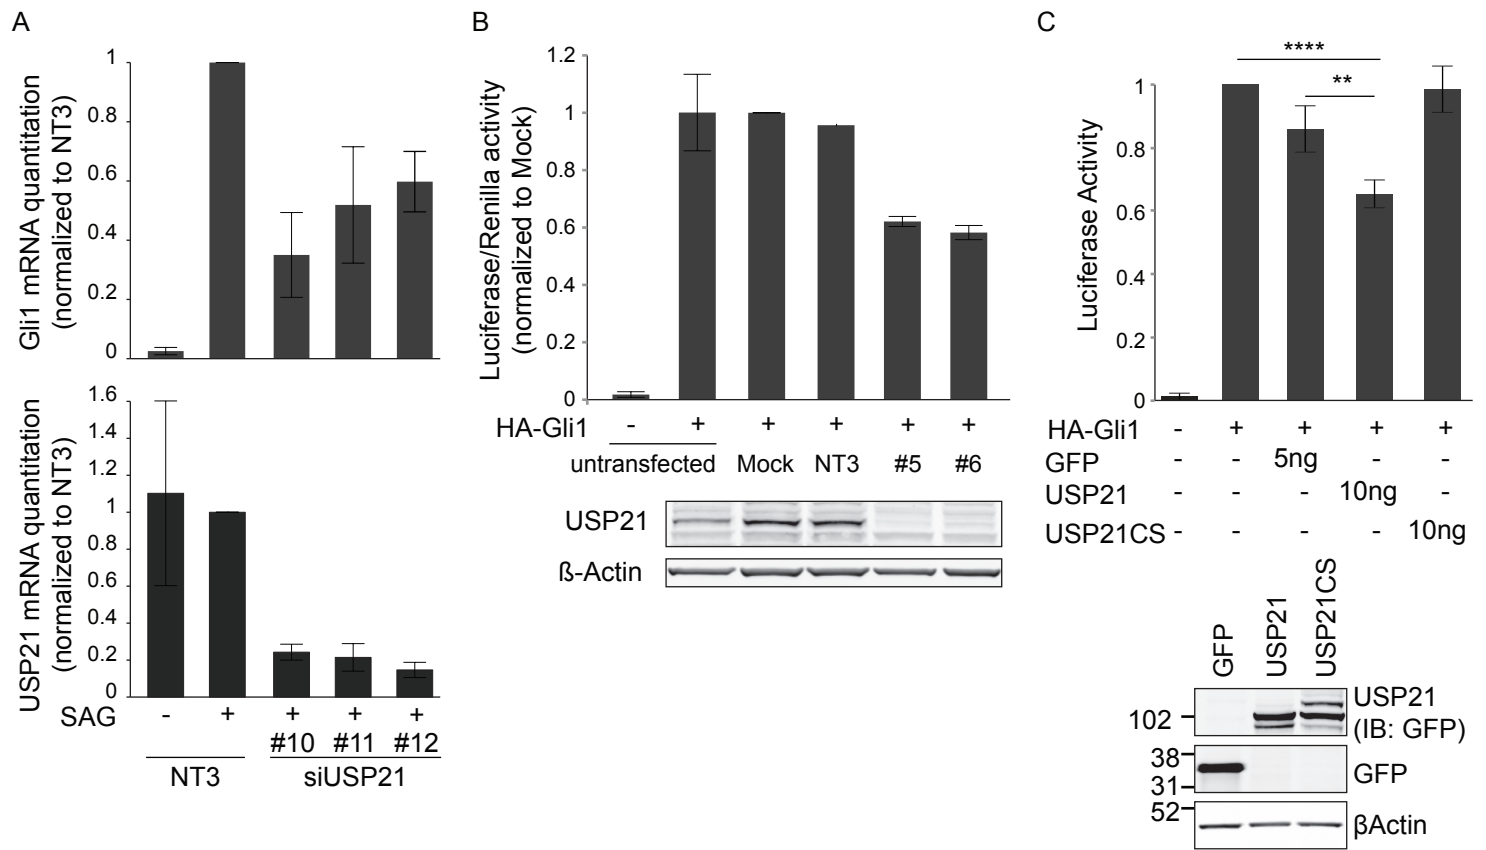 A
Gli1 mRNA quantitation
(normalized to NT3)
1
0.8
0.6
0.4
0.2
0
USP21 mRNA quantitation
(normalized to NT3)
1.6
1.4
1.2
1
0.8
0.6
0.4
0.2
0
SAG - + + + +
#10 #11 #12
NT3 siUSP21
B
Luciferase/Renilla activity
(normalized to Mock)
1.2
1
0.8
0.6
0.4
0.2
0
HA-Gli1 - + + + + +
untransfected Mock NT3 #5 #6
USP21
ß-Actin
C
****
**
Luciferase Activity
1
0.8
0.6
0.4
0.2
0
HA-Gli1 - + + + +
GFP - - 5ng - -
USP21 - - - 10ng -
USP21CS - - - - 10ng
GFP
USP21
USP21CS
102
USP21
(IB: GFP)
38
31
GFP
52
βActin